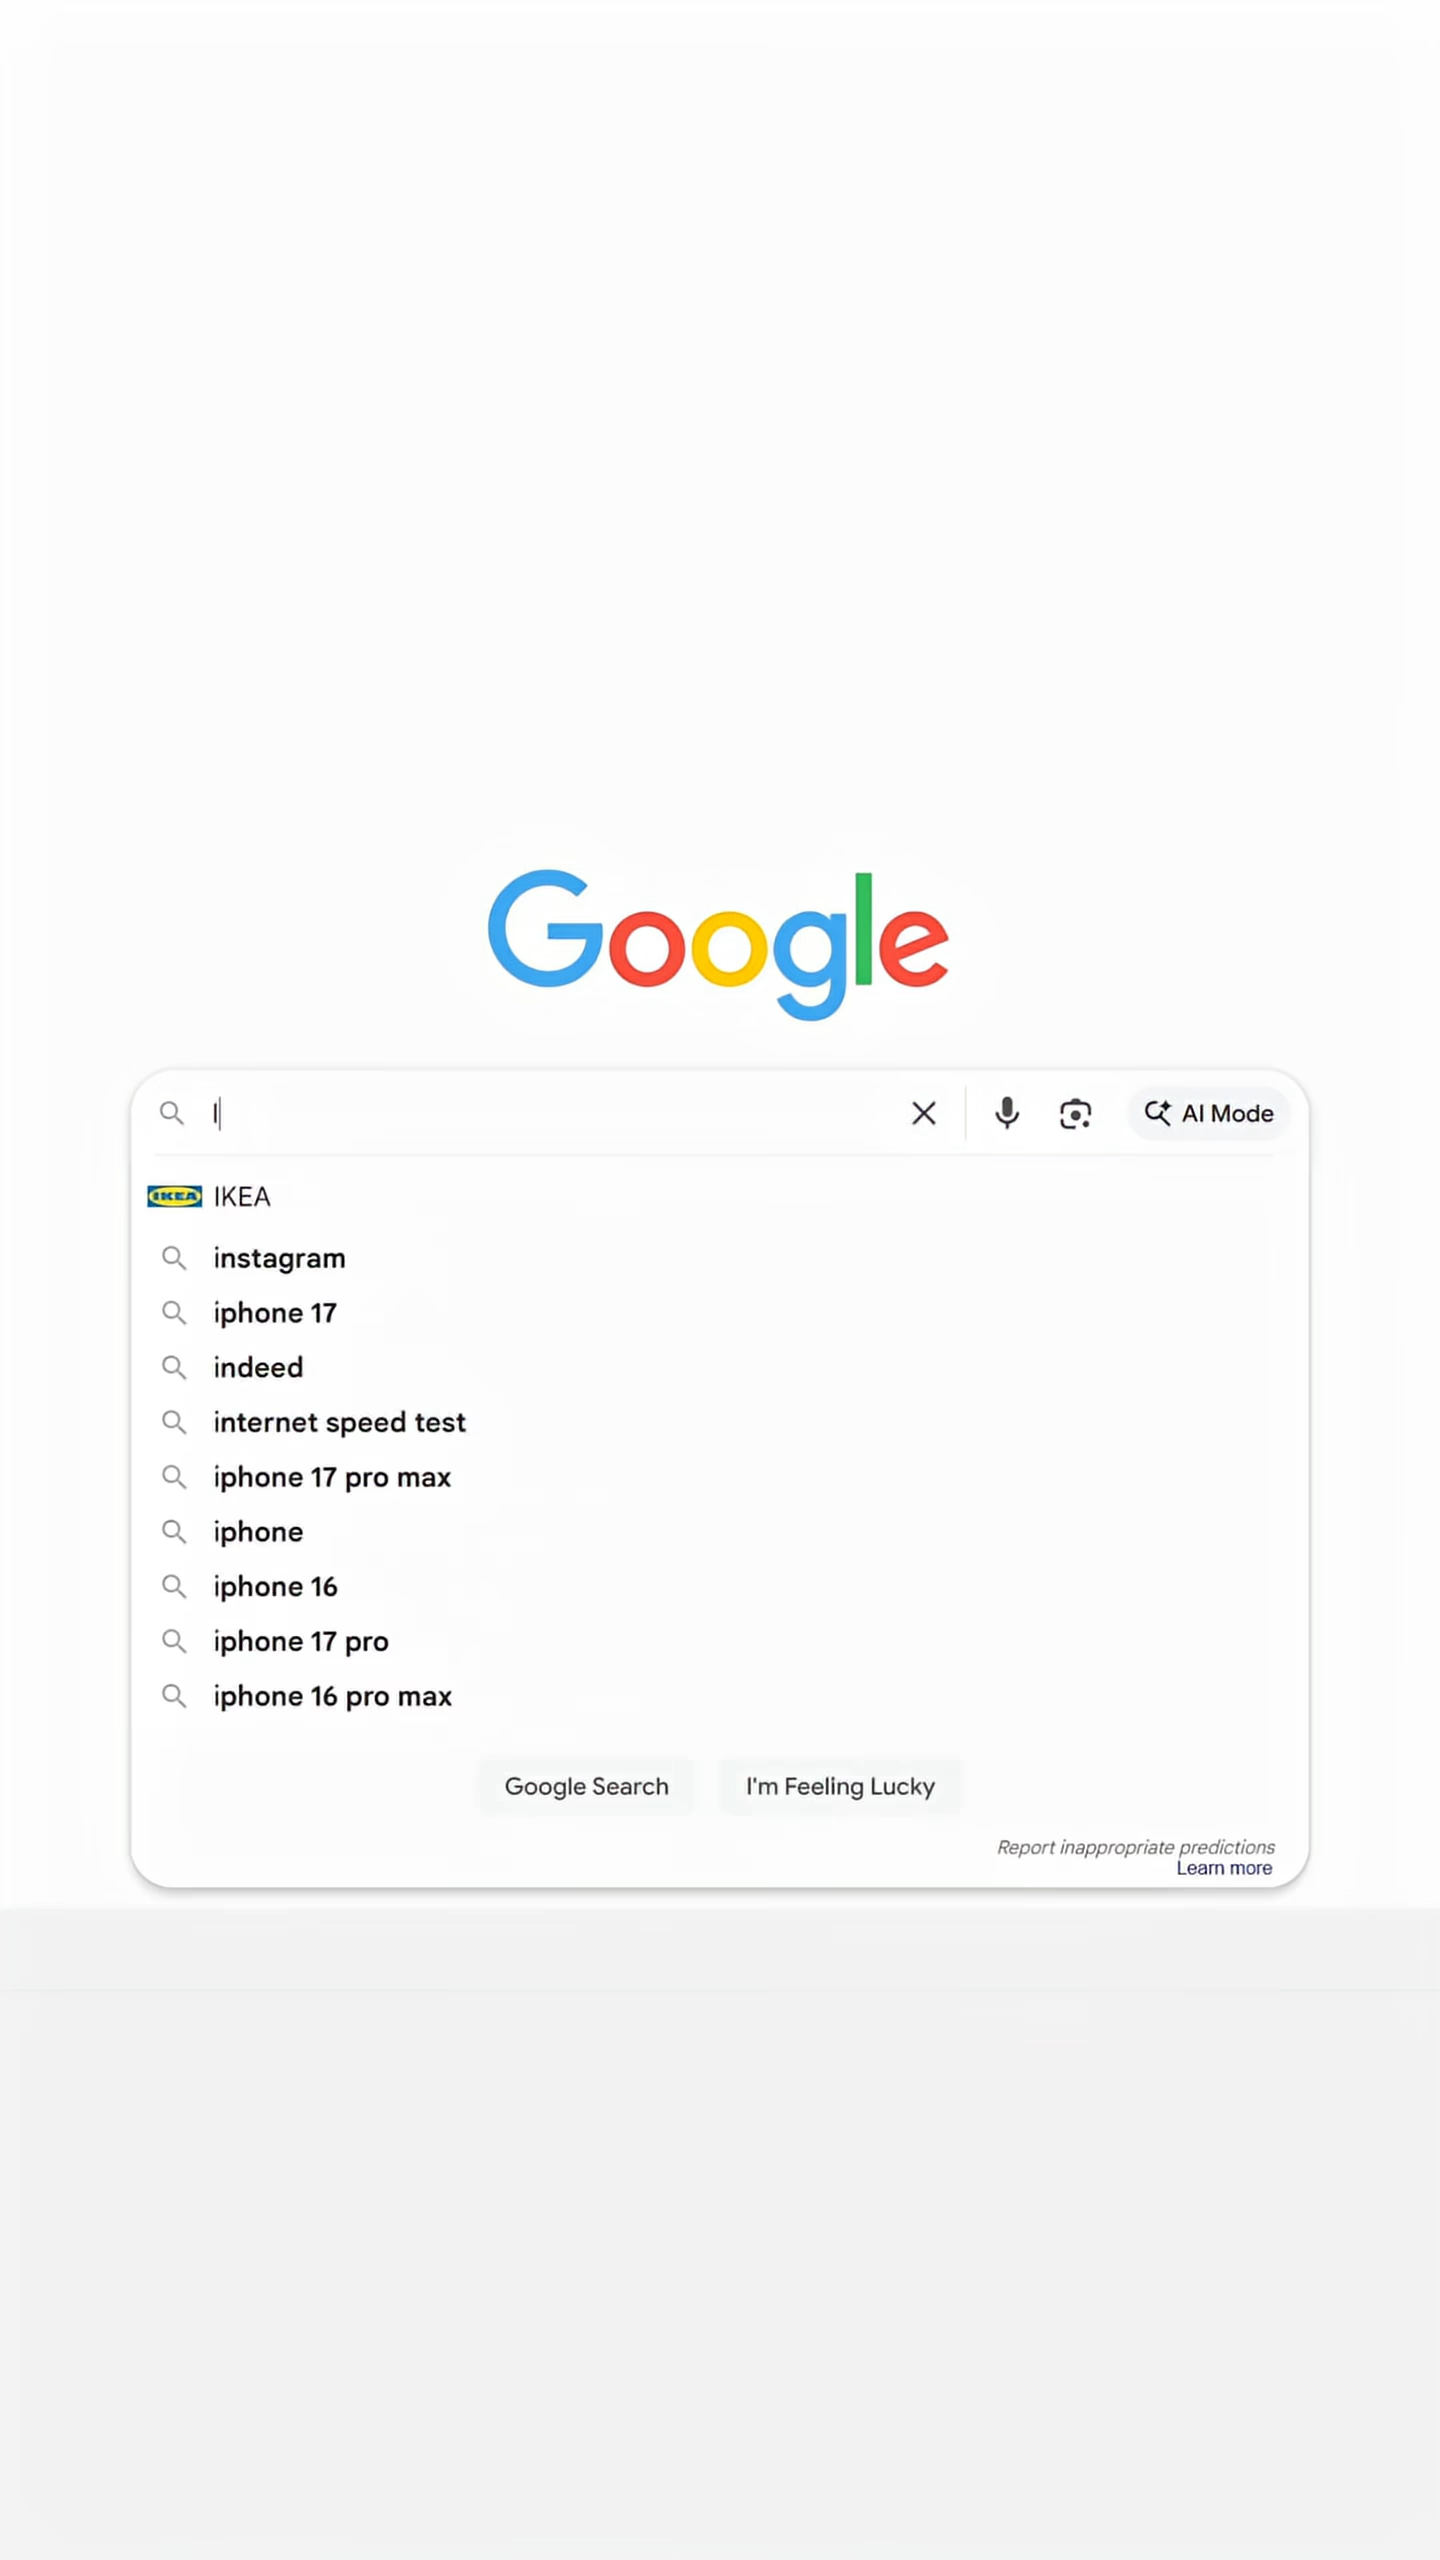 Google
I
AI Mode
IKEA IKEA
instagram
iphone 17
indeed
internet speed test
iphone 17 pro max
iphone
iphone 16
iphone 17 pro
iphone 16 pro max
Google Search
I'm Feeling Lucky
Report inappropriate predictions
Learn more